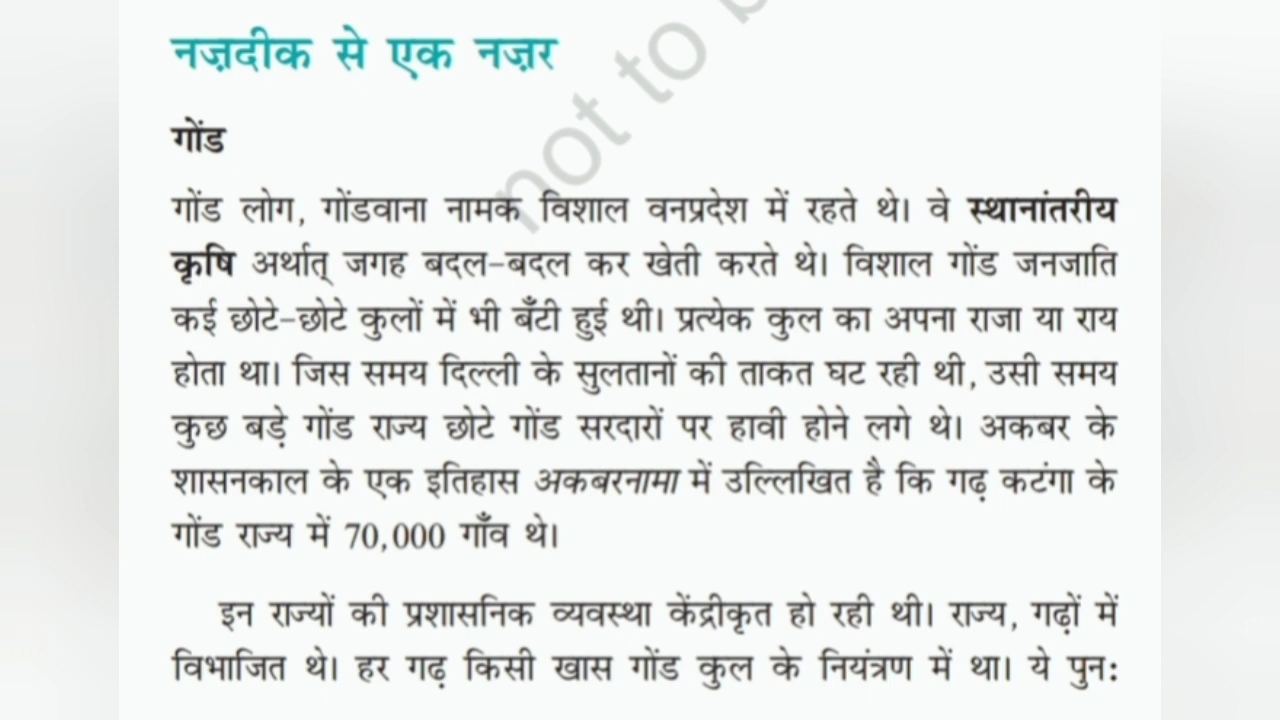 नज़दीक से एक नज़र
not to b
गोंड
गोंड लोग, गोंडवाना नामक विशाल वनप्रदेश में रहते थे। वे स्थानांतरीय
कृषि अर्थात् जगह बदल-बदल कर खेती करते थे। विशाल गोंड जनजाति
कई छोटे-छोटे कुलों में भी बँटी हुई थी। प्रत्येक कुल का अपना राजा या राय
होता था। जिस समय दिल्ली के सुलतानों की ताकत घट रही थी, उसी समय
कुछ बड़े गोंड राज्य छोटे गोंड सरदारों पर हावी होने लगे थे। अकबर के
शासनकाल के एक इतिहास अकबरनामा में उल्लिखित है कि गढ़ कटंगा के
गोंड राज्य में 70,000 गाँव थे।
इन राज्यों की प्रशासनिक व्यवस्था केंद्रीकृत हो रही थी। राज्य, गढ़ों में
विभाजित थे। हर गढ़ किसी खास गोंड कुल के नियंत्रण में था। ये पुन: